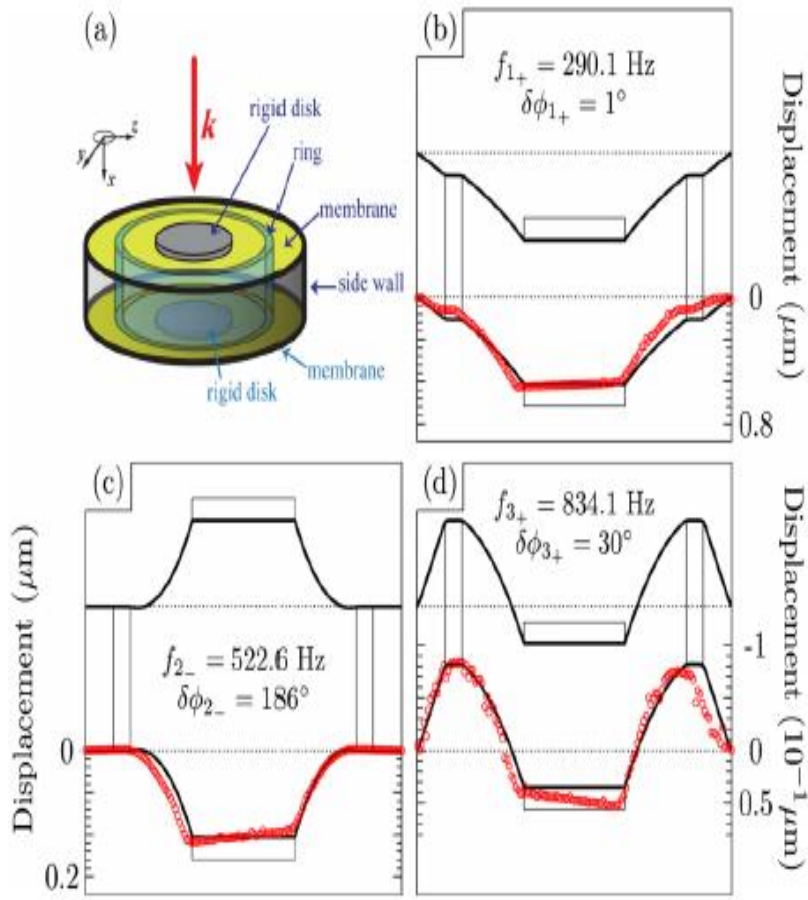 (a)
k
rigid disk
ring
membrane
side wall
membrane
rigid disk
z
y
x
(b)
f₁₊ = 290.1 Hz
δϕ₁₊ = 1°
0
0.8
Displacement (μm)
(c)
f₂₋ = 522.6 Hz
δϕ₂₋ = 186°
0
0.2
Displacement (μm)
(d)
f₃₊ = 834.1 Hz
δϕ₃₊ = 30°
-1
0
0.5
Displacement (10⁻¹ μm)